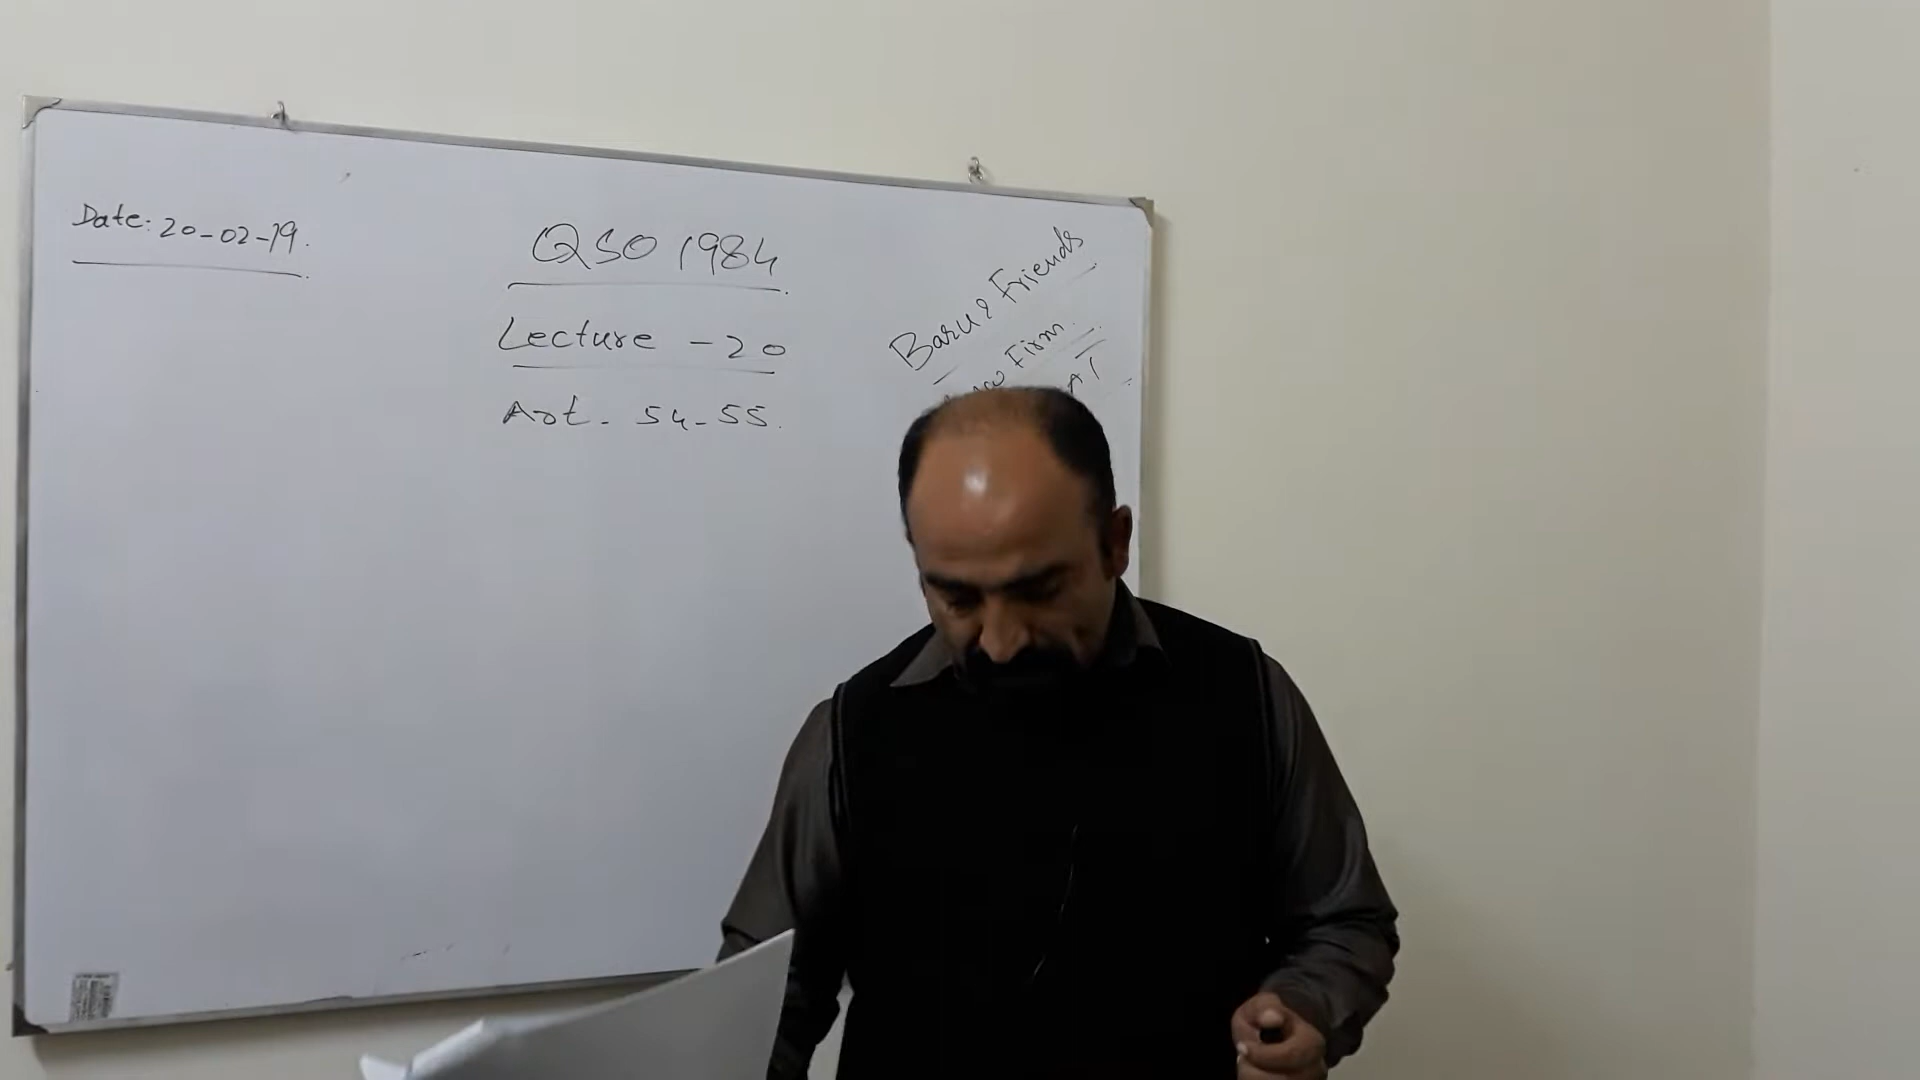 Date: 20-02-19.
QSO 1984
Lecture - 20
Art. 54-55.
Baru & Friends
Firm